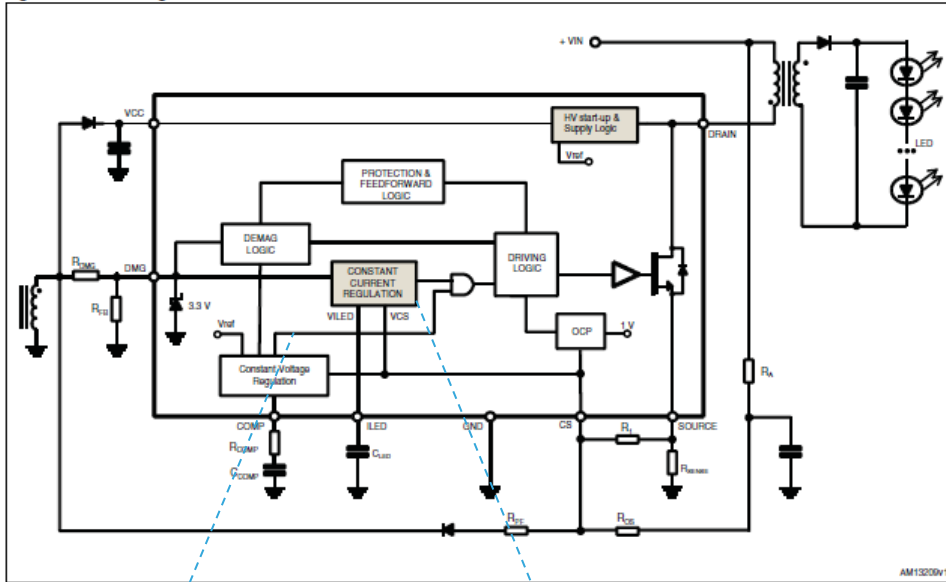 + VIN
VCC
HV start-up &
Supply Logic
DRAIN
Vref
LED
PROTECTION &
FEEDFORWARD
LOGIC
DEMAG
LOGIC
DRIVING
LOGIC
RDMG
DMG
CONSTANT
CURRENT
REGULATION
3.3 V
RFB
VILED
VCS
Vref
OCP
1 V
Constant Voltage
Regulation
RA
COMP
ILED
GND
CS
SOURCE
RCOMP
CLED
R1
RSENSE
CCOMP
RPF
ROS
AM13209v1